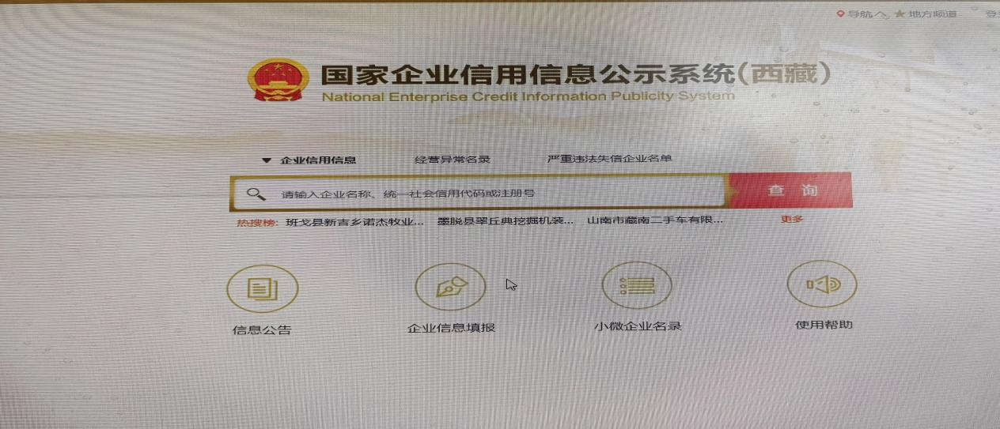 导航
地方频道
登
国家企业信用信息公示系统(西藏)
National Enterprise Credit Information Publicity System
企业信用信息 经营异常名录 严重违法失信企业名单
请输入企业名称、统一社会信用代码或注册号 查 询
热搜榜: 班戈县新吉乡诺杰牧业... 墨脱县翠丘典挖掘机装... 山南市藏南二手车有限... 更多
信息公告 企业信息填报 小微企业名录 使用帮助